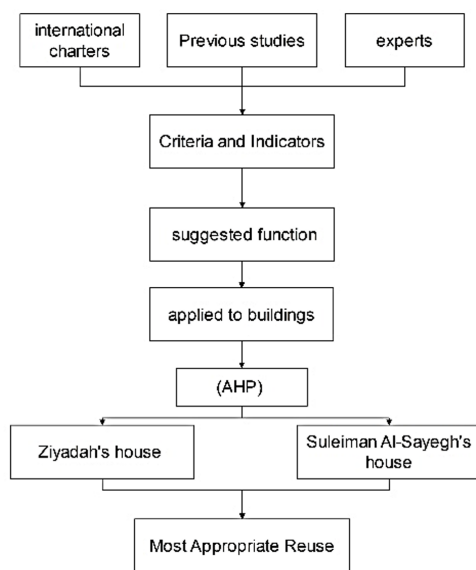 international
charters
Previous studies
experts
Criteria and Indicators
suggested function
applied to buildings
(AHP)
Ziyadah's house
Suleiman Al-Sayegh's
house
Most Appropriate Reuse